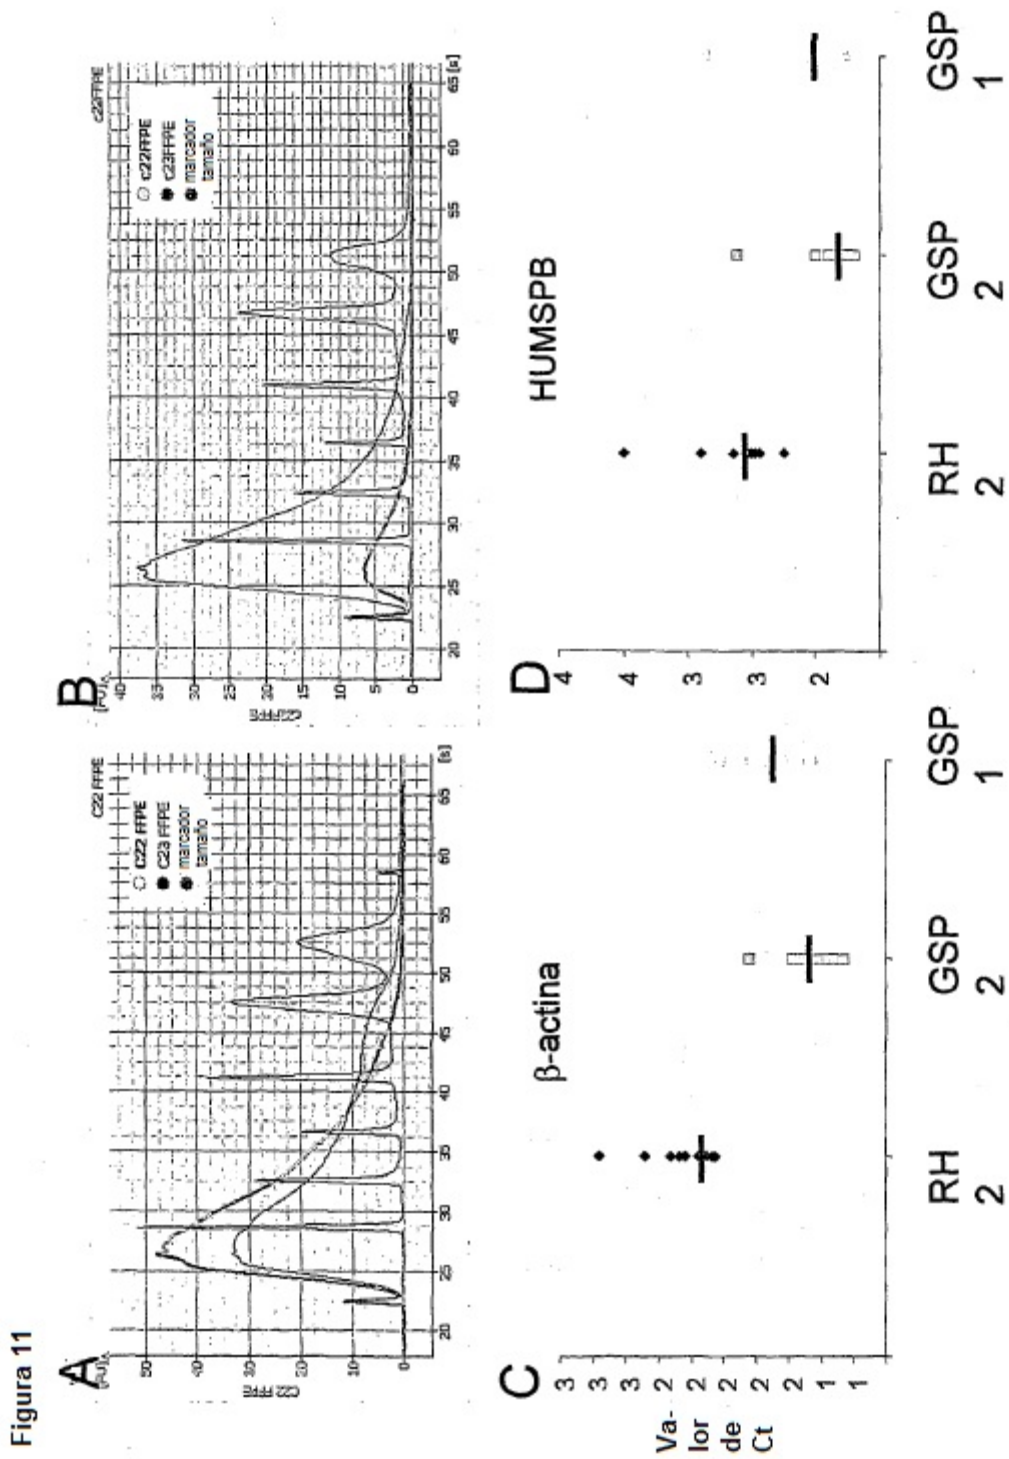 Figura 11
A
C22 FFPE
[FU]
50
40
30
20
10
0
C22 FFPE
C22 FFPE
C23 FFPE
marcador
tamaño
20
25
30
35
40
45
50
55
60
65
[s]
B
c22FFPE
[FU]
40
35
30
25
20
15
10
5
0
C22FFPE
c22FFPE
c23FFPE
marcador
tamaño
20
25
30
35
40
45
50
55
60
65 [s]
C
β-actina
Va-
lor
de
Ct
3
3
3
2
2
2
2
2
1
1
RH
2
GSP
2
GSP
1
D
HUMSPB
4
4
3
3
2
RH
2
GSP
2
GSP
1